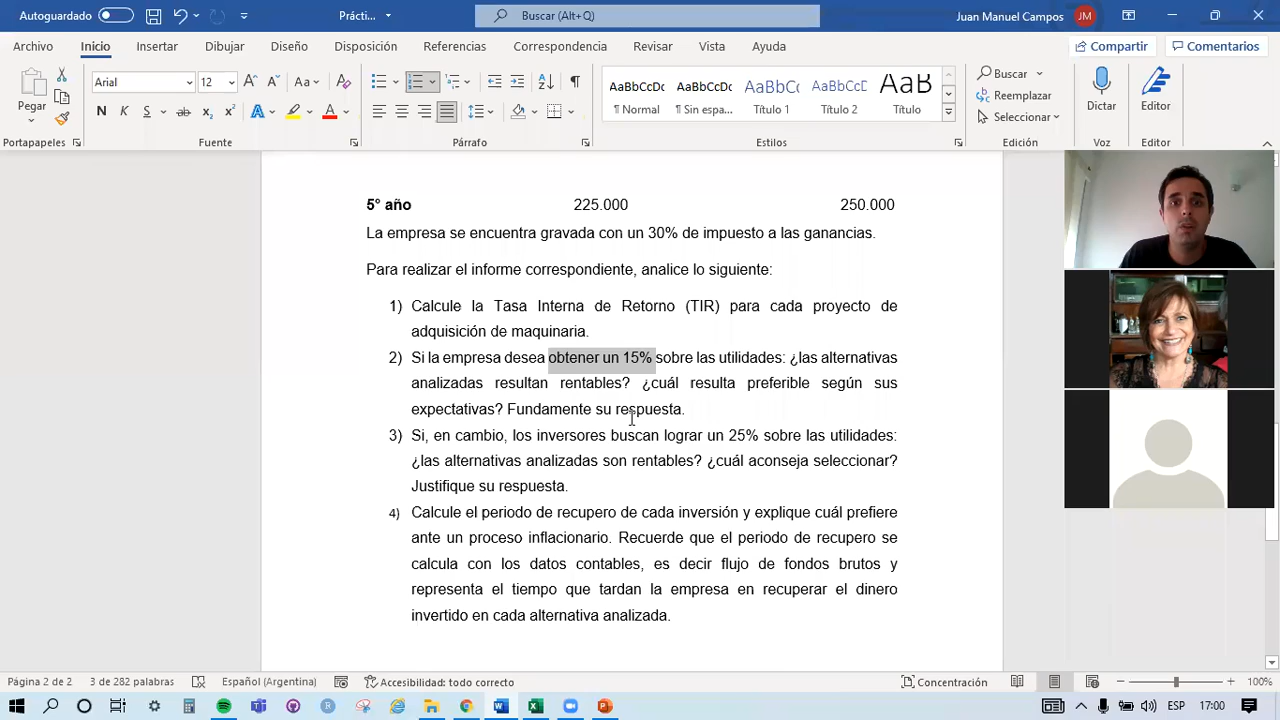 Autoguardado
Prácti...
Buscar (Alt+Q)
Juan Manuel Campos
JM
Archivo
Inicio
Insertar
Dibujar
Diseño
Disposición
Referencias
Correspondencia
Revisar
Vista
Ayuda
Compartir
Comentarios
Pegar
Arial
12
Aa
N K S ab x₂ x²
A A
AaBbCcDc
AaBbCcDc
AaBbCcD
AaBbCcD
AaB
¶ Normal
¶ Sin espa...
Título 1
Título 2
Título
Buscar
Reemplazar
Seleccionar
Dictar
Editor
Portapapeles
Fuente
Párrafo
Estilos
Edición
Voz
Editor
5° año 225.000 250.000
La empresa se encuentra gravada con un 30% de impuesto a las ganancias.
Para realizar el informe correspondiente, analice lo siguiente:
1) Calcule la Tasa Interna de Retorno (TIR) para cada proyecto de
adquisición de maquinaria.
2) Si la empresa desea obtener un 15% sobre las utilidades: ¿las alternativas
analizadas resultan rentables? ¿cuál resulta preferible según sus
expectativas? Fundamente su respuesta.
3) Si, en cambio, los inversores buscan lograr un 25% sobre las utilidades:
¿las alternativas analizadas son rentables? ¿cuál aconseja seleccionar?
Justifique su respuesta.
4) Calcule el periodo de recupero de cada inversión y explique cuál prefiere
ante un proceso inflacionario. Recuerde que el periodo de recupero se
calcula con los datos contables, es decir flujo de fondos brutos y
representa el tiempo que tardan la empresa en recuperar el dinero
invertido en cada alternativa analizada.
Página 2 de 2
3 de 282 palabras
Español (Argentina)
Accesibilidad: todo correcto
Concentración
100%
ESP
17:00